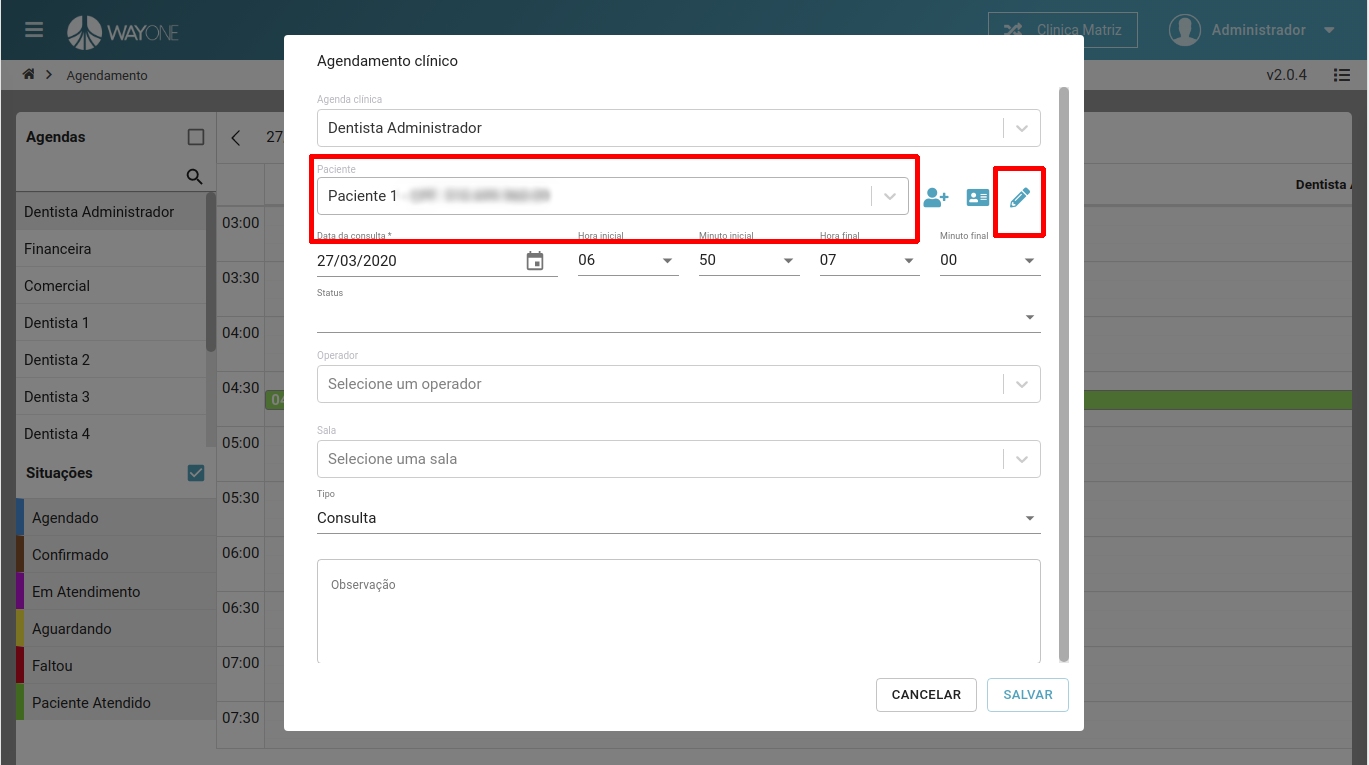 WAYONE
Clinica Matriz
Administrador
Agendamento
v2.0.4
Agendas
27
Dentista Administrador
Financeira
Comercial
Dentista 1
Dentista 2
Dentista 3
Dentista 4
Situações
Agendado
Confirmado
Em Atendimento
Aguardando
Faltou
Paciente Atendido
Dentista
03:00
03:30
04:00
04:30
04
05:00
05:30
06:00
06:30
07:00
07:30
Agendamento clínico
Agenda clínica
Dentista Administrador
Paciente
Paciente 1
Data da consulta * Hora inicial Minuto inicial Hora final Minuto final
27/03/2020 06 50 07 00
Status
Operador
Selecione um operador
Sala
Selecione uma sala
Tipo
Consulta
Observação
CANCELAR SALVAR